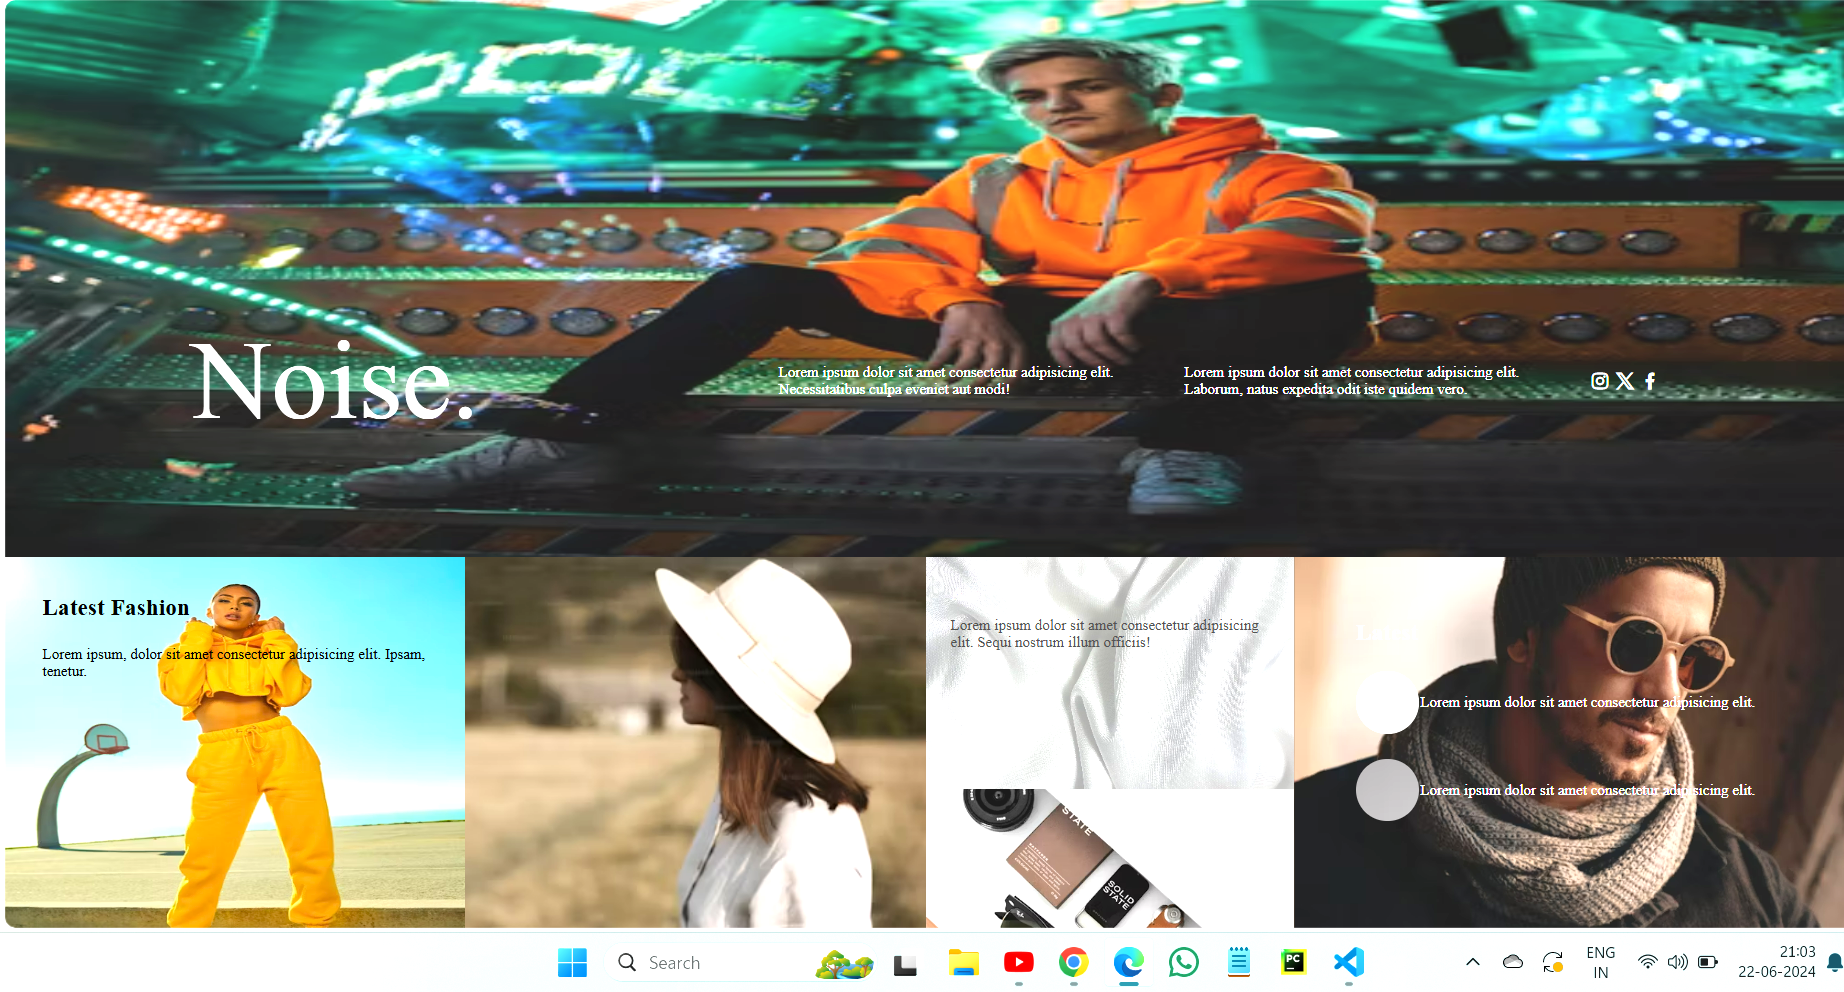 Noise.
Lorem ipsum dolor sit amet consectetur adipisicing elit.
Necessitatibus culpa eveniet aut modi!
Lorem ipsum dolor sit amet consectetur adipisicing elit.
Laborum, natus expedita odit iste quidem vero.
Latest Fashion
Lorem ipsum, dolor sit amet consectetur adipisicing elit. Ipsam,
tenetur.
Lorem ipsum dolor sit amet consectetur adipisicing
elit. Sequi nostrum illum officiis!
Lorem ipsum dolor sit amet consectetur adipisicing elit.
Lorem ipsum dolor sit amet consectetur adipisicing elit.
STATE
SOLID
STATE
Search
PC
ENG
IN
21:03
22-06-2024